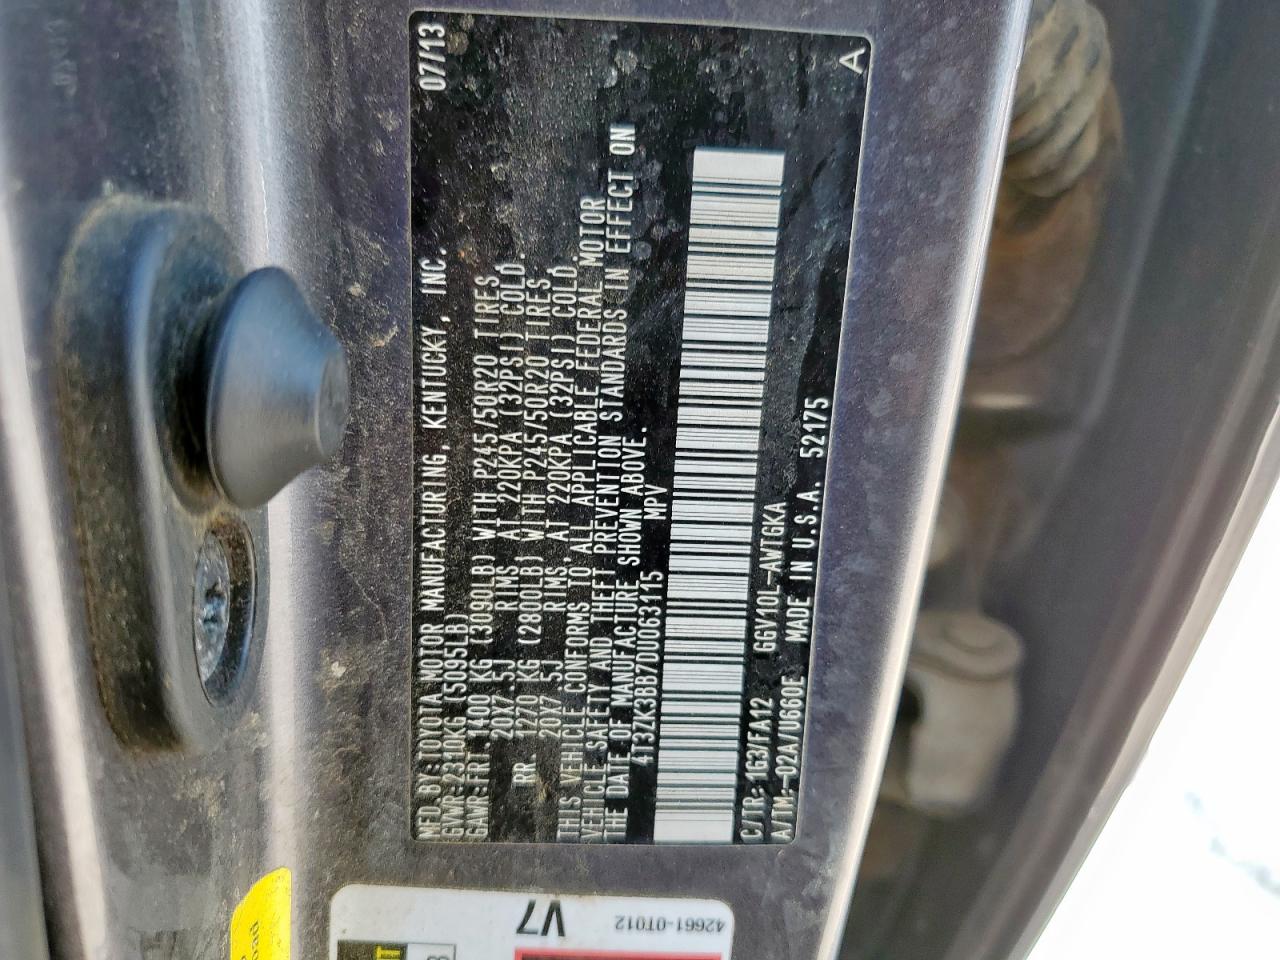 MFD.BY:TOYOTA MOTOR MANUFACTURING, KENTUCKY, INC. 07/13
GVWR:2310KG(5095LB)
GAWR:FRT 1400 KG (3090LB) WITH P245/50R20 TIRES
20X7.5J RIMS AT 220KPA (32PSI) COLD.
RR 1270 KG (2800LB) WITH P245/50R20 TIRES
20X7.5J RIMS,AT 220KPA (32PSI) COLD.
THIS VEHICLE CONFORMS TO ALL APPLICABLE FEDERAL MOTOR
VEHICLE SAFETY AND THEFT PREVENTION STANDARDS IN EFFECT ON
THE DATE OF MANUFACTURE SHOWN ABOVE.
4T3ZK3BB7DU063115 MPV
C/TR: 1G3/FA12 GGV10L-AWTGKA
A/TM:-02A/U660E MADE IN U.S.A. 52175 A
V7
42661-0T012